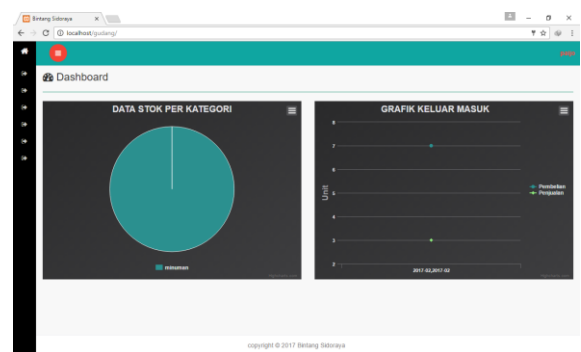 Bintang Sidoraya
localhost/gudang/
Dashboard
DATA STOK PER KATEGORI
minuman
GRAFIK KELUAR MASUK
Unit
8
7
6
5
4
3
2
2017-02,2017-02
Pembelian
Penjualan
copyright © 2017 Bintang Sidoraya